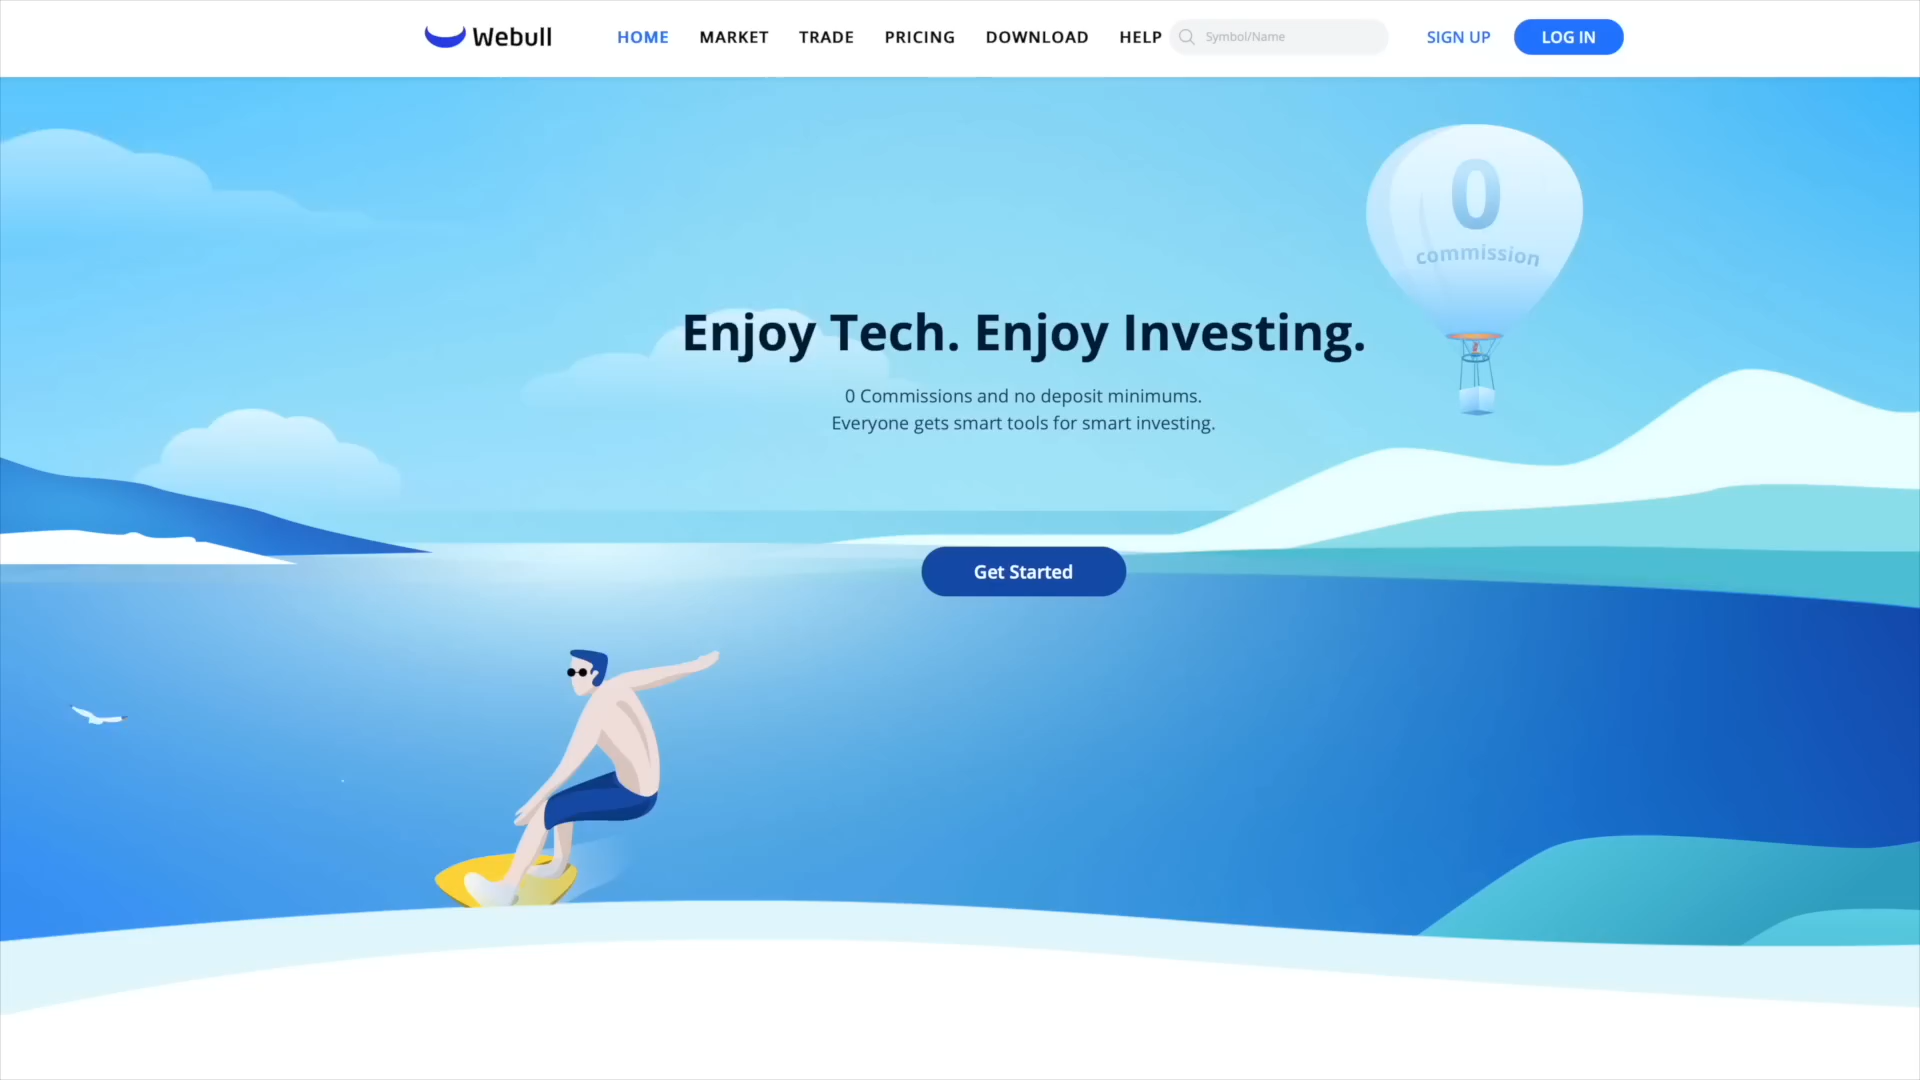 Webull
HOME MARKET TRADE PRICING DOWNLOAD HELP
Symbol/Name
SIGN UP
LOG IN
0
commission
Enjoy Tech. Enjoy Investing.
0 Commissions and no deposit minimums.
Everyone gets smart tools for smart investing.
Get Started